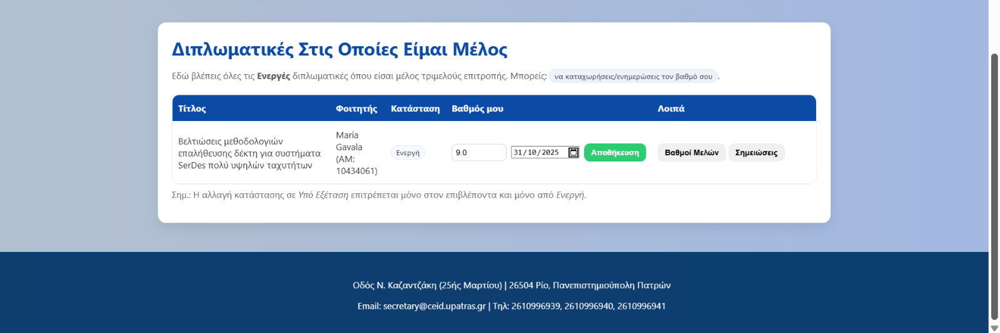 Διπλωματικές Στις Οποίες Είμαι Μέλος
Εδώ βλέπεις όλες τις Ενεργές διπλωματικές όπου είσαι μέλος τριμελούς επιτροπής. Μπορείς: να καταχωρήσεις/ενημερώσεις τον βαθμό σου.
Τίτλος Φοιτητής Κατάσταση Βαθμός μου Λοιπά
Βελτιώσεις μεθοδολογιών
επαλήθευσης δέκτη για συστήματα
SerDes πολύ υψηλών ταχυτήτων
Maria
Gavala
(AM:
10434061)
Ενεργή
9.0
31/10/2025
Αποθήκευση
Βαθμοί Μελών
Σημειώσεις
Σημ.: Η αλλαγή κατάστασης σε Υπό Εξέταση επιτρέπεται μόνο στον επιβλέποντα και μόνο από Ενεργή.
Οδός Ν. Καζαντζάκη (25ής Μαρτίου) | 26504 Ρίο, Πανεπιστημιούπολη Πατρών
Email: secretary@ceid.upatras.gr | Τηλ: 2610996939, 2610996940, 2610996941